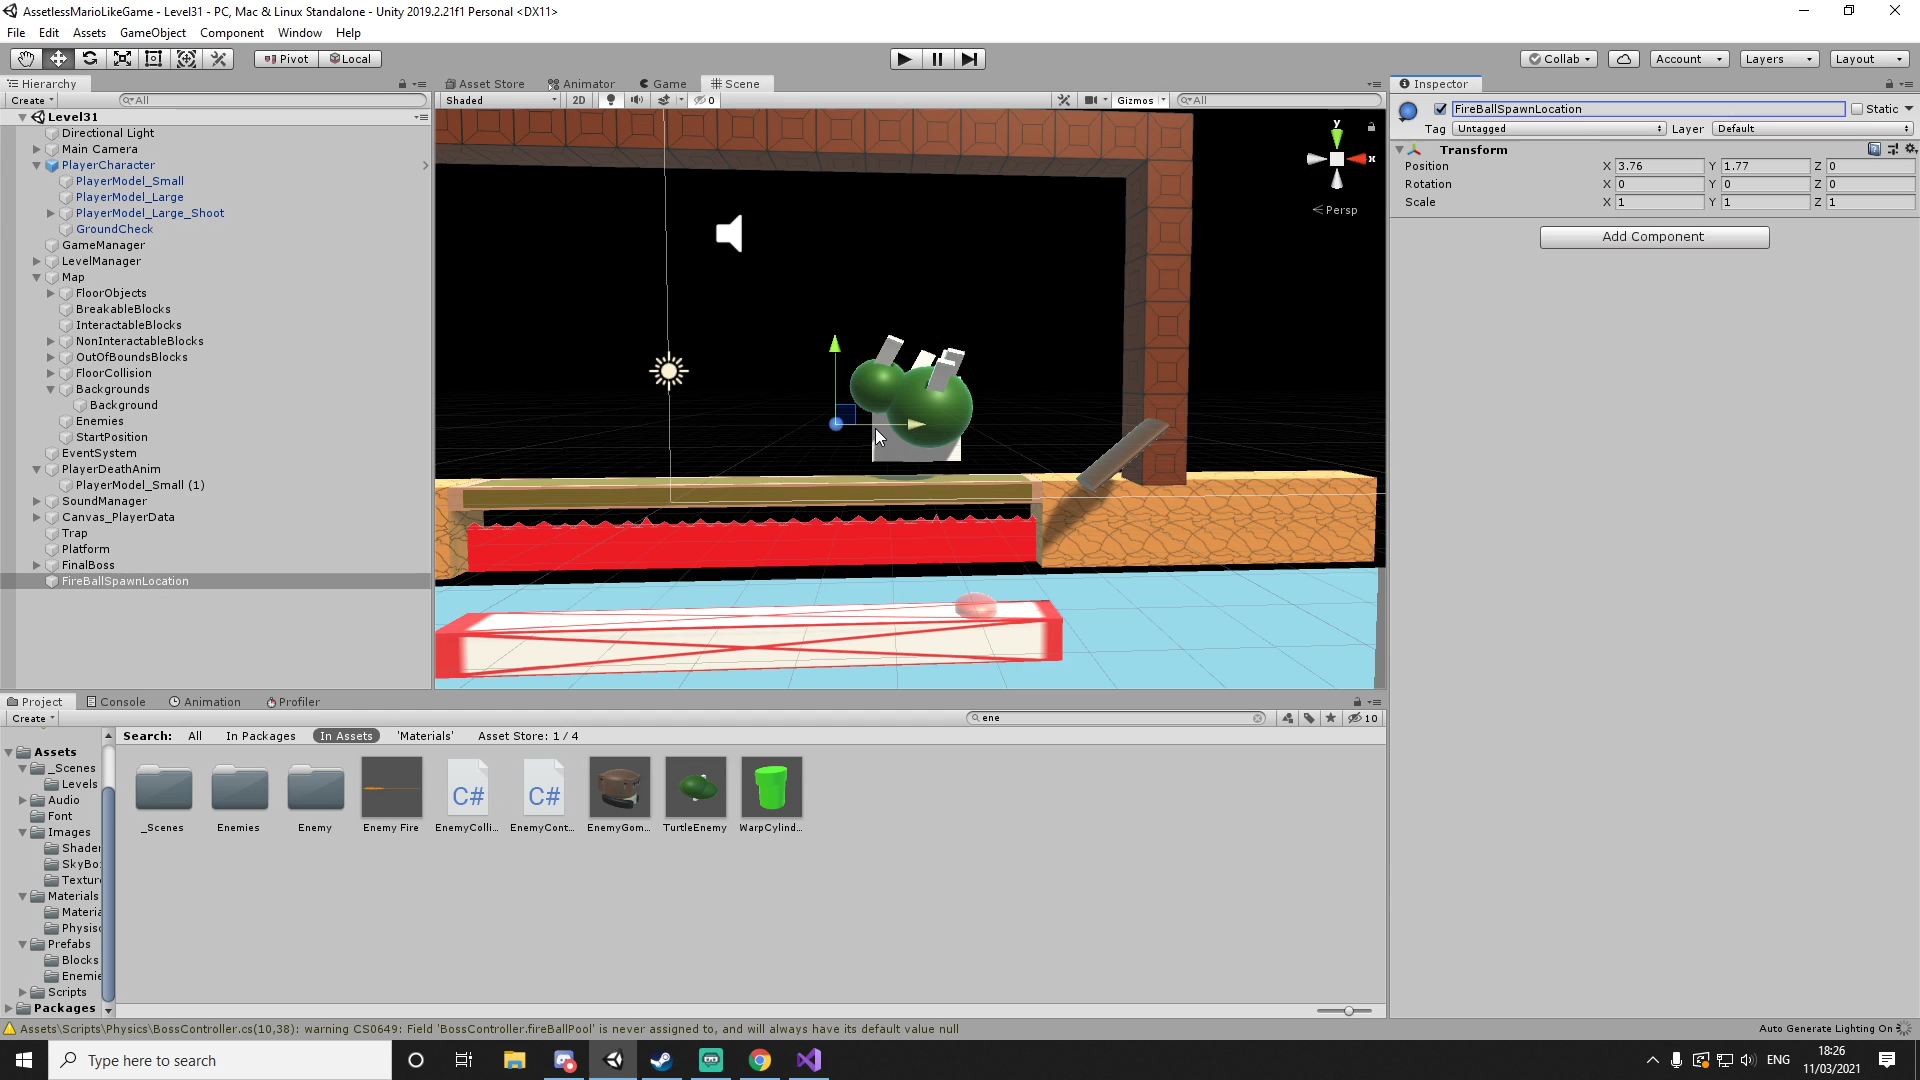 AssetlessMarioLikeGame - Level31 - PC, Mac & Linux Standalone - Unity 2019.2.21f1 Personal <DX11>
File Edit Assets GameObject Component Window Help
Pivot Local Collab Account Layers Layout
Hierarchy
Create All
Level31
Directional Light
Main Camera
PlayerCharacter
PlayerModel_Small
PlayerModel_Large
PlayerModel_Large_Shoot
GroundCheck
GameManager
LevelManager
Map
FloorObjects
BreakableBlocks
InteractableBlocks
NonInteractableBlocks
OutOfBoundsBlocks
FloorCollision
Backgrounds
Background
Enemies
StartPosition
EventSystem
PlayerDeathAnim
PlayerModel_Small (1)
SoundManager
Canvas_PlayerData
Trap
Platform
FinalBoss
FireBallSpawnLocation
Asset Store Animator Game Scene
Shaded 2D 0 Gizmos All
y
x
Persp
Inspector
FireBallSpawnLocation Static
Tag Untagged Layer Default
Transform
Position X 3.76 Y 1.77 Z 0
Rotation X 0 Y 0 Z 0
Scale X 1 Y 1 Z 1
Add Component
Project Console Animation Profiler
Create ene 10
Search: All In Packages In Assets 'Materials' Asset Store: 1 / 4
Assets
_Scenes
Levels
Audio
Font
Images
Shader
SkyBo
Textur
Materials
Materia
Physisc
Prefabs
Blocks
Enemie
Scripts
Packages
C# C#
_Scenes Enemies Enemy Enemy Fire EnemyColli... EnemyCont... EnemyGom... TurtleEnemy WarpCylind...
Assets\Scripts\Physics\BossController.cs(10,38): warning CS0649: Field 'BossController.fireBallPool' is never assigned to, and will always have its default value null
Auto Generate Lighting On
Type here to search
ENG
18:26
11/03/2021